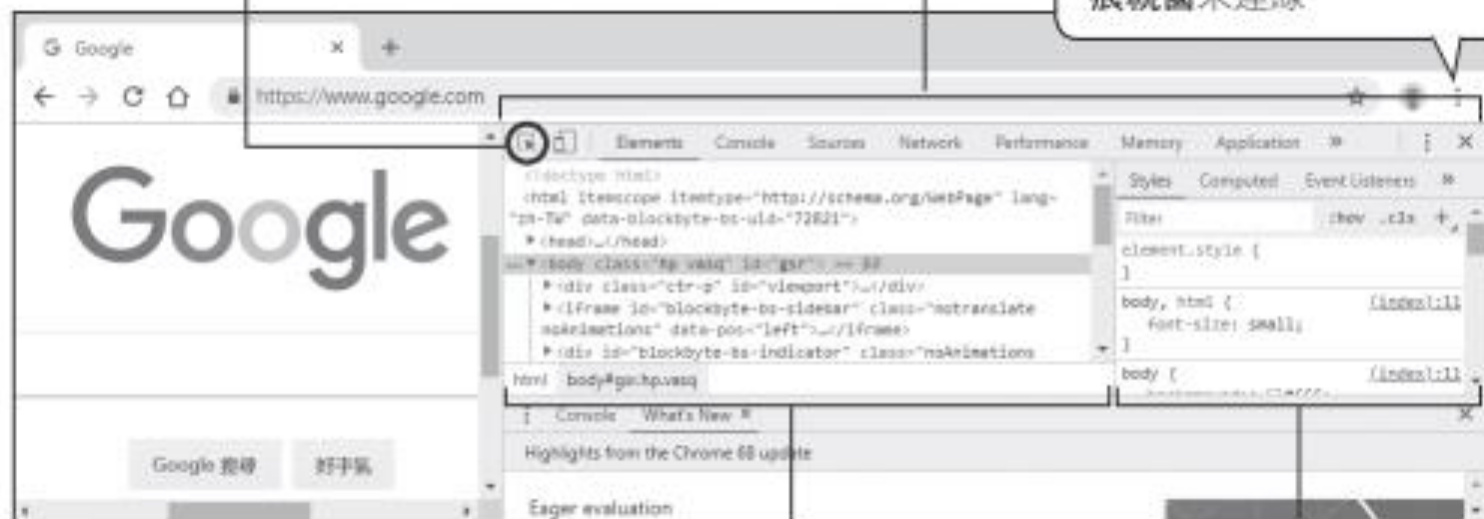 Google
https://www.google.com
Elements Console Sources Network Performance Memory Application »
<!doctype html>
<html itemscope itemtype="http://schema.org/WebPage" lang=
"zh-TW" data-blockbyte-bs-uid="72821">
<head>…</head>
<body class="hp vasq" id="gsr"> == $0
<div class="ctr-p" id="viewport">…</div>
<iframe id="blockbyte-bs-sidebar" class="notranslate
noAnimations" data-pos="left">…</iframe>
<div id="blockbyte-bs-indicator" class="noAnimations
html body#gsr.hp.vasq
Styles Computed Event Listeners »
Filter :hov .cls +
element.style {
}
body, html { (index):11
font-size: small;
}
body { (index):11
Google
Google 搜尋 好手氣
Console What's New ×
Highlights from the Chrome 68 update
Eager evaluation